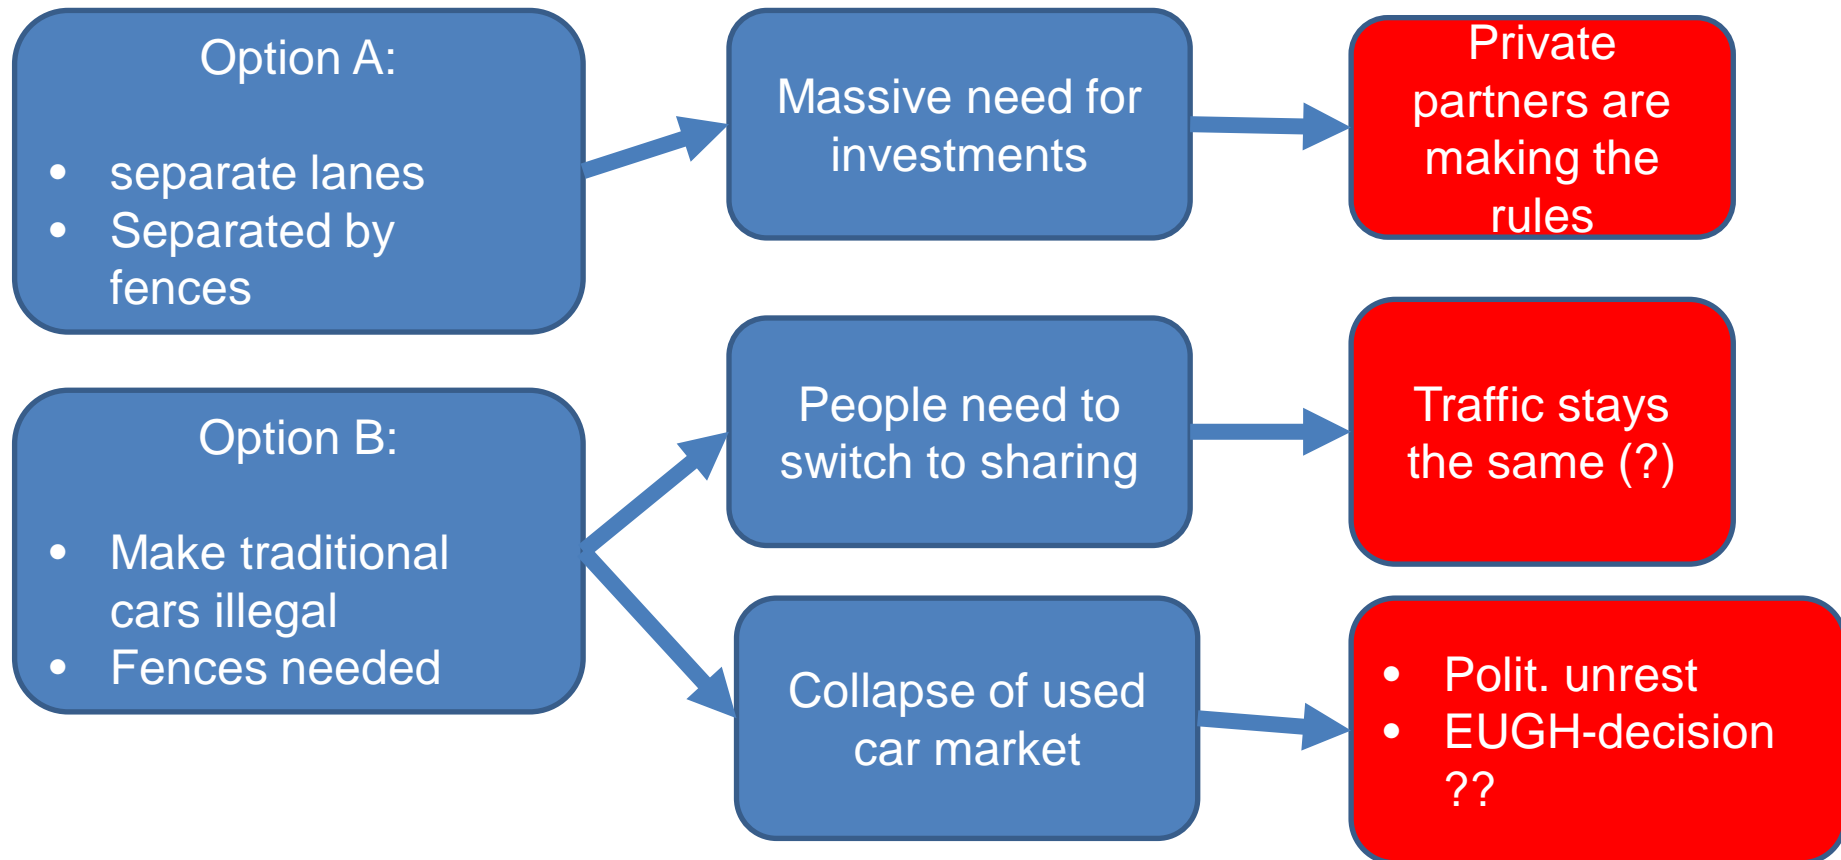 Option A:
• separate lanes
• Separated by
fences
Massive need for
investments
Private
partners are
making the
rules
Option B:
• Make traditional
cars illegal
• Fences needed
People need to
switch to sharing
Traffic stays
the same (?)
Collapse of used
car market
• Polit. unrest
• EUGH-decision
??